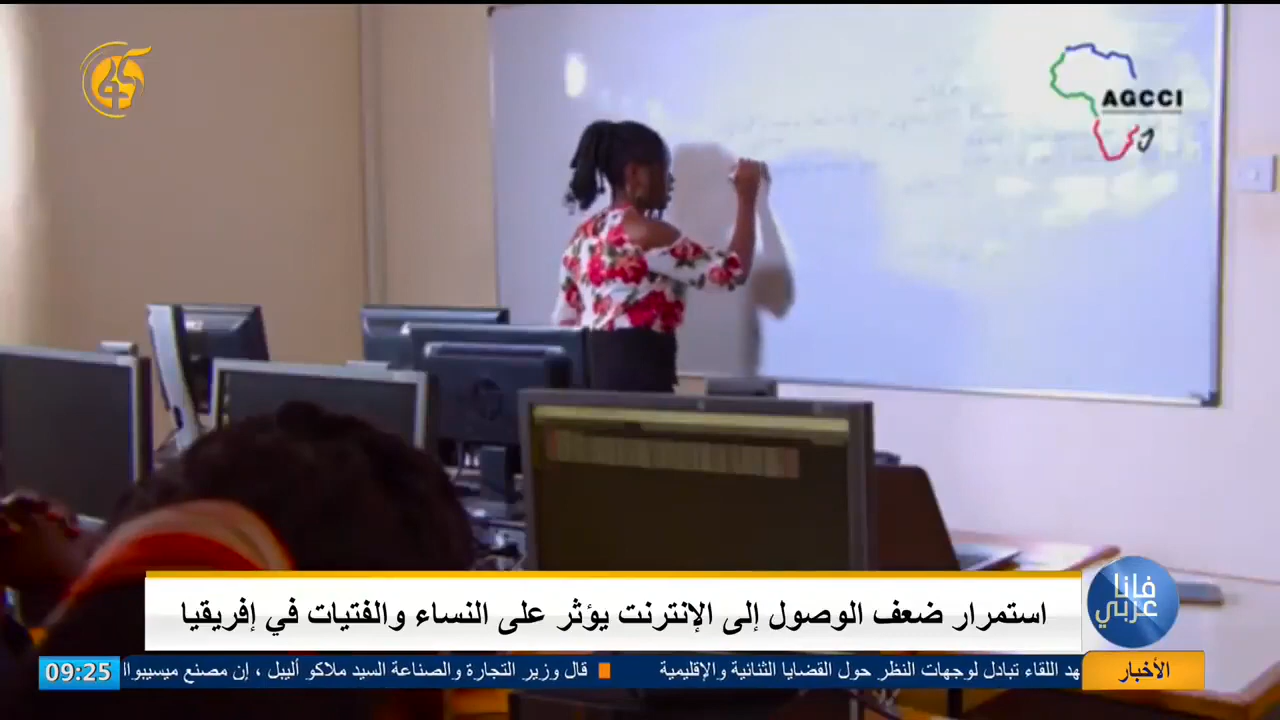 AGCCI
استمرار ضعف الوصول إلى الإنترنت يؤثر على النساء والفتيات في إفريقيا
فانا
عربي
الأخبار
هد اللقاء تبادل لوجهات النظر حول القضايا الثنائية والإقليمية ■ قال وزير التجارة والصناعة السيد ملاكو أليبل ، إن مصنع ميسيبوا
09:25